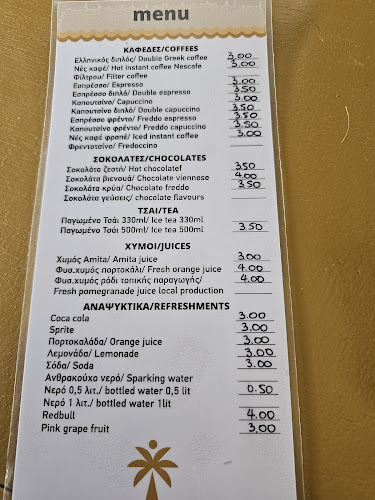 menu
ΚΑΦΕΔΕΣ/COFFEES
Ελληνικός διπλός/ Double Greek coffee 3.00
Νές καφέ/ Hot instant coffee Nescafe 3.00
Φίλτρου/ Filter coffee
Εσπρέσσο/ Espresso 3.00
Εσπρέσσο διπλό/ Double espresso 3.50
Καπουτσίνο/ Capuccino 3.00
Καπουτσίνο διπλό/ Double capuccino 3.50
Εσπρέσσο φρέντο/ Freddo espresso 3.50
Καπουτσίνο φρέντο/ Freddo capuccino 3.50
Νές καφέ φραπέ/ Iced instant coffee 3.00
Φρεντοτσίνο/ Fredoccino
ΣΟΚΟΛΑΤΕΣ/CHOCOLATES
Σοκολάτα ζεστή/ Hot chocolatef 3.50
Σοκολάτα βιενουά/ Chocolate viennese 4.00
Σοκολάτα κρύα/ Chocolate freddo 3.50
Σοκολάτα γεύσεις/ chocolate flavours
ΤΣΑΙ/TEA
Παγωμένο Τσάι 330ml/ Ice tea 330ml
Παγωμένο Τσάι 500ml/ Ice tea 500ml 3.50
ΧΥΜΟΙ/JUICES
Χυμός Amita/ Amita juice 3.00
Φυσ.χυμός πορτοκάλι/ Fresh orange juice 4.00
Φυσ.χυμός ρόδι τοπικής παραγωγής/ 4.00
Fresh pomegranade juice local production
ΑΝΑΨΥΚΤΙΚΑ/REFRESHMENTS
Coca cola 3.00
Sprite 3.00
Πορτοκαλάδα/ Orange juice 3.00
Λεμονάδα/ Lemonade 3.00
Σόδα/ Soda 3.00
Ανθρακούχο νερό/ Sparking water
Νερό 0,5 λιτ./ bottled water 0,5 lit 0.50
Νερό 1 λιτ./ bottled water 1lit
Redbull 4.00
Pink grape fruit 3,00